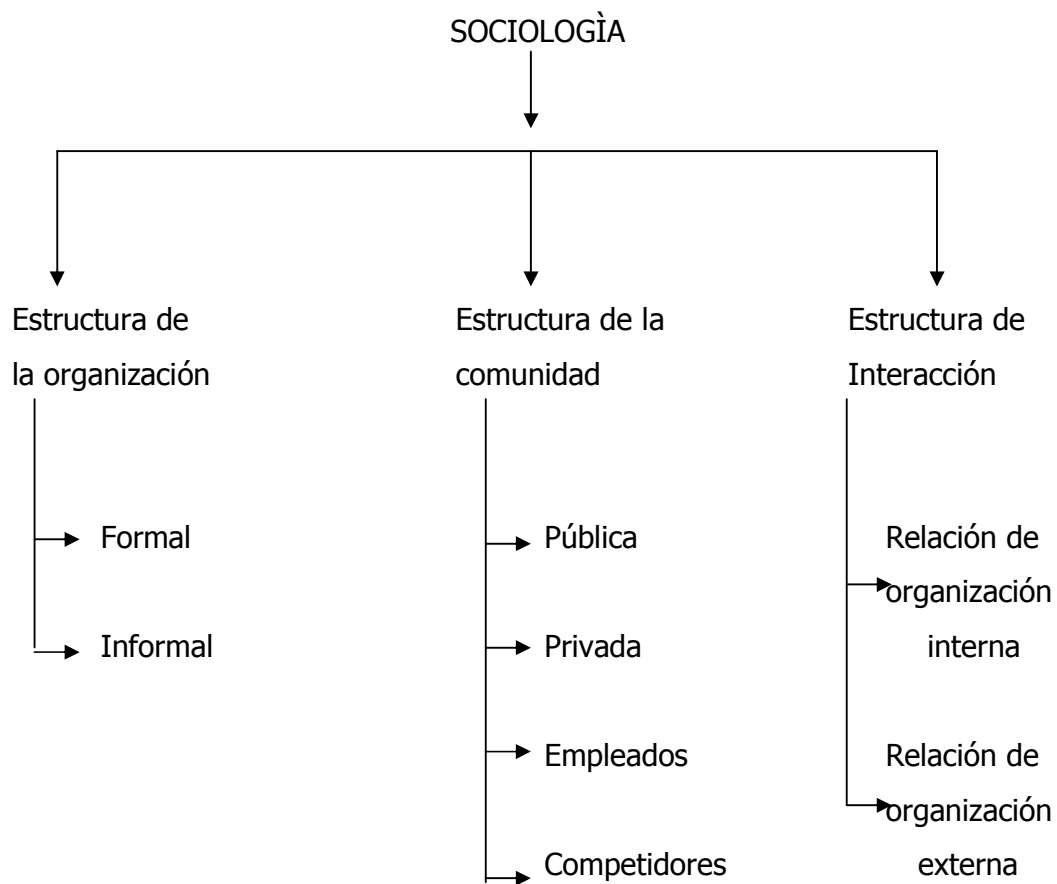 SOCIOLOGÌA
Estructura de
la organización
Formal
Informal
Estructura de la
comunidad
Pública
Privada
Empleados
Competidores
Estructura de
Interacción
Relación de
organización
interna
Relación de
organización
externa